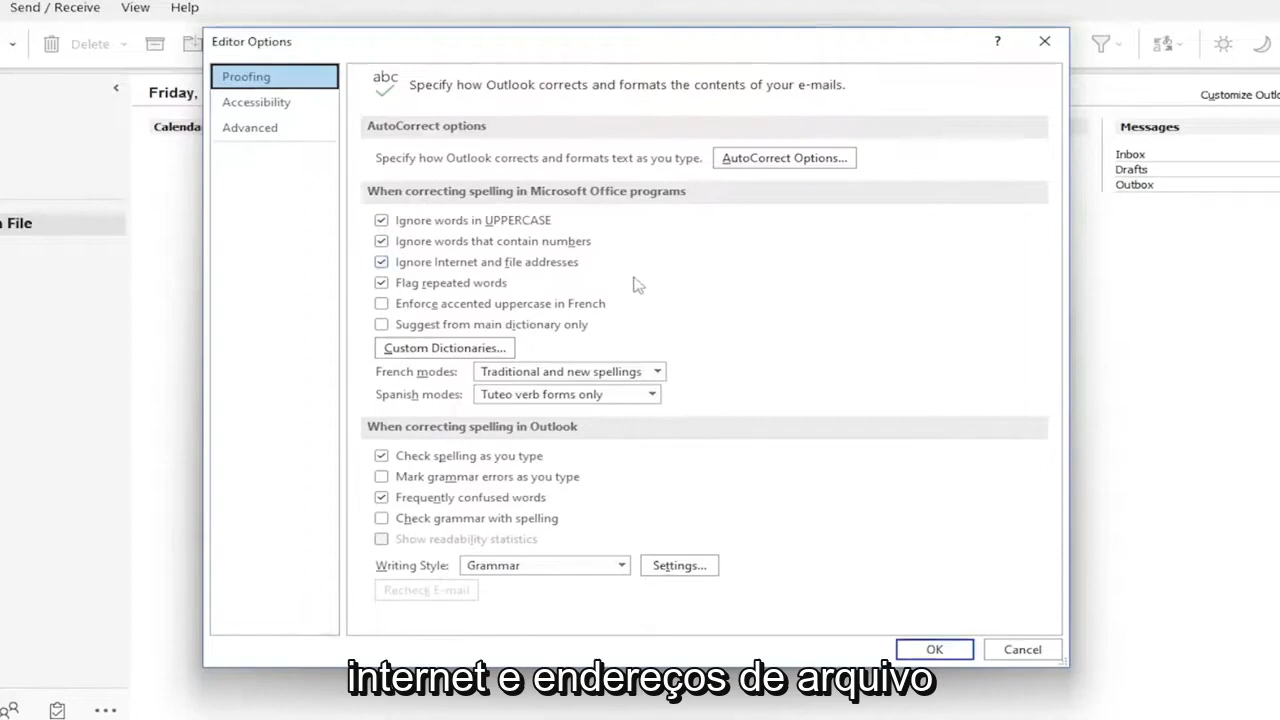 Send / Receive View Help
Delete
Editor Options
?
Proofing
Accessibility
Advanced
abc
Specify how Outlook corrects and formats the contents of your e-mails.
AutoCorrect options
Specify how Outlook corrects and formats text as you type. AutoCorrect Options...
When correcting spelling in Microsoft Office programs
Ignore words in UPPERCASE
Ignore words that contain numbers
Ignore Internet and file addresses
Flag repeated words
Enforce accented uppercase in French
Suggest from main dictionary only
Custom Dictionaries...
French modes: Traditional and new spellings
Spanish modes: Tuteo verb forms only
When correcting spelling in Outlook
Check spelling as you type
Mark grammar errors as you type
Frequently confused words
Check grammar with spelling
Show readability statistics
Writing Style: Grammar Settings...
Recheck E-mail
OK Cancel
Friday,
Calenda
File
Customize Outlo
Messages
Inbox
Drafts
Outbox
internet e endereços de arquivo